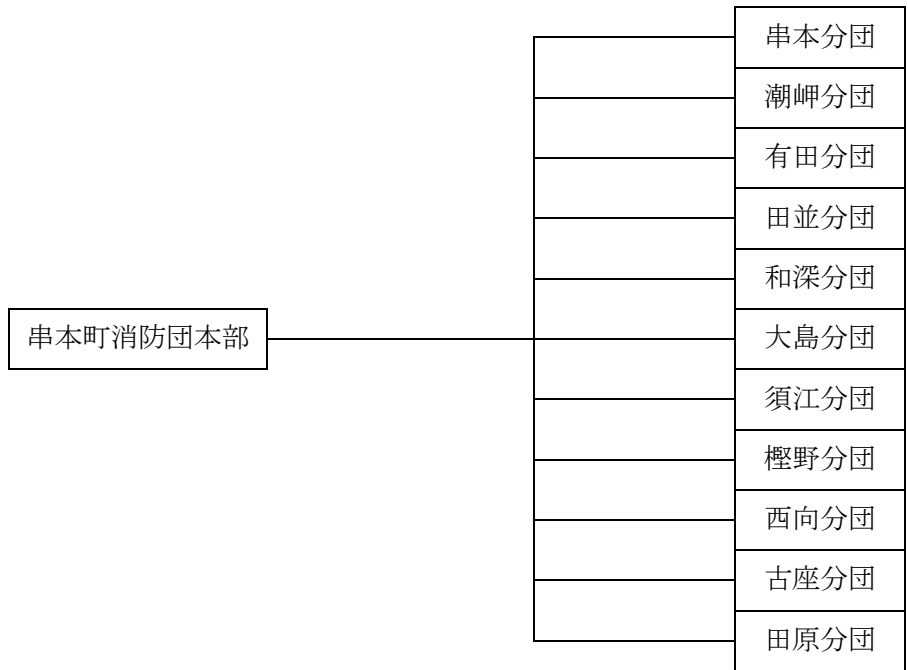 串本分団
潮岬分団
有田分団
田並分団
和深分団
串本町消防団本部
大島分団
須江分団
樫野分団
西向分団
古座分団
田原分団